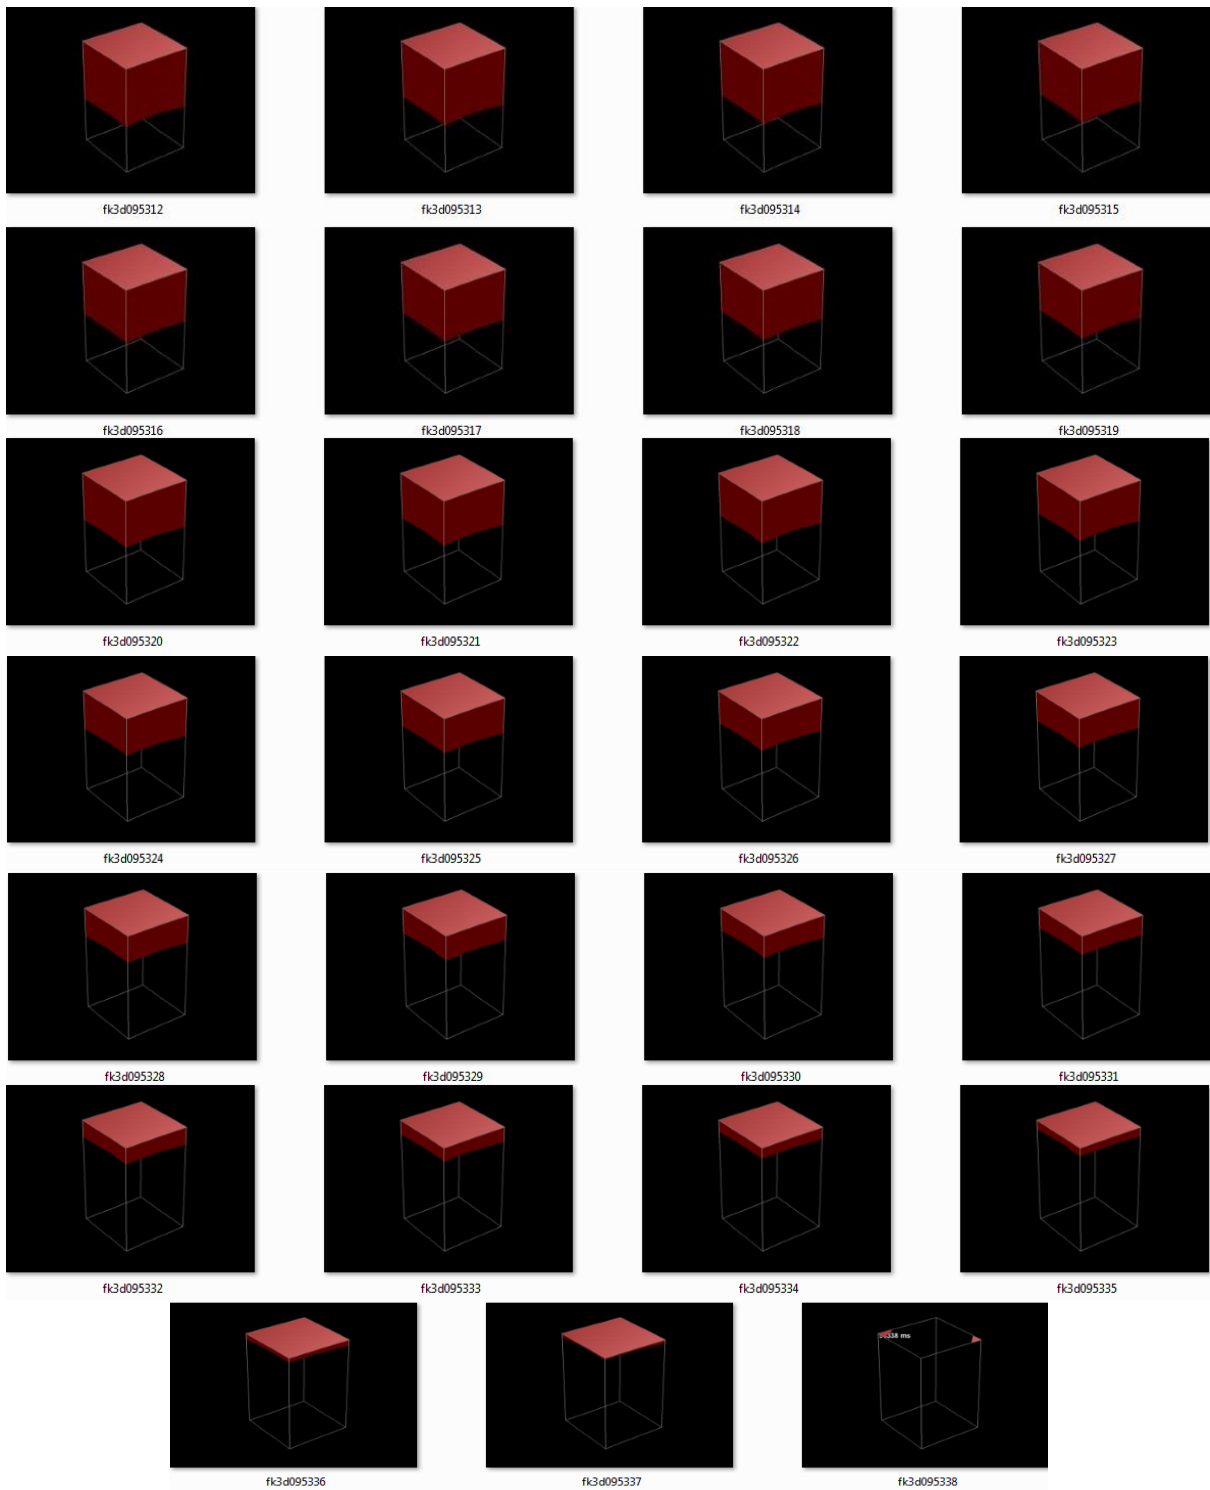 fk3d095312 fk3d095313 fk3d095314 fk3d095315
fk3d095316 fk3d095317 fk3d095318 fk3d095319
fk3d095320 fk3d095321 fk3d095322 fk3d095323
fk3d095324 fk3d095325 fk3d095326 fk3d095327
fk3d095328 fk3d095329 fk3d095330 fk3d095331
fk3d095332 fk3d095333 fk3d095334 fk3d095335
ms
fk3d095336 fk3d095337 fk3d095338